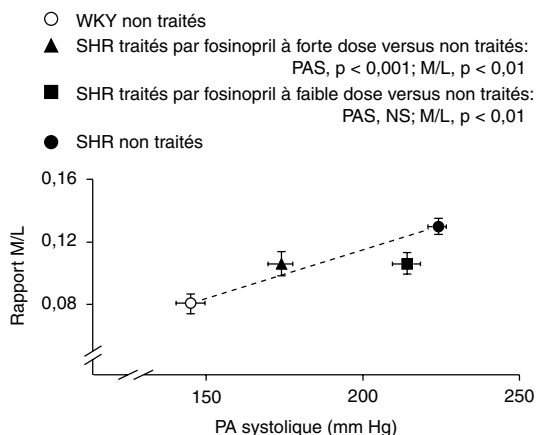 WKY non traités
SHR traités par fosinopril à forte dose versus non traités:
PAS, p < 0,001; M/L, p < 0,01
SHR traités par fosinopril à faible dose versus non traités:
PAS, NS; M/L, p < 0,01
SHR non traités
0,16
0,12
0,08
Rapport M/L
150
200
250
PA systolique (mm Hg)